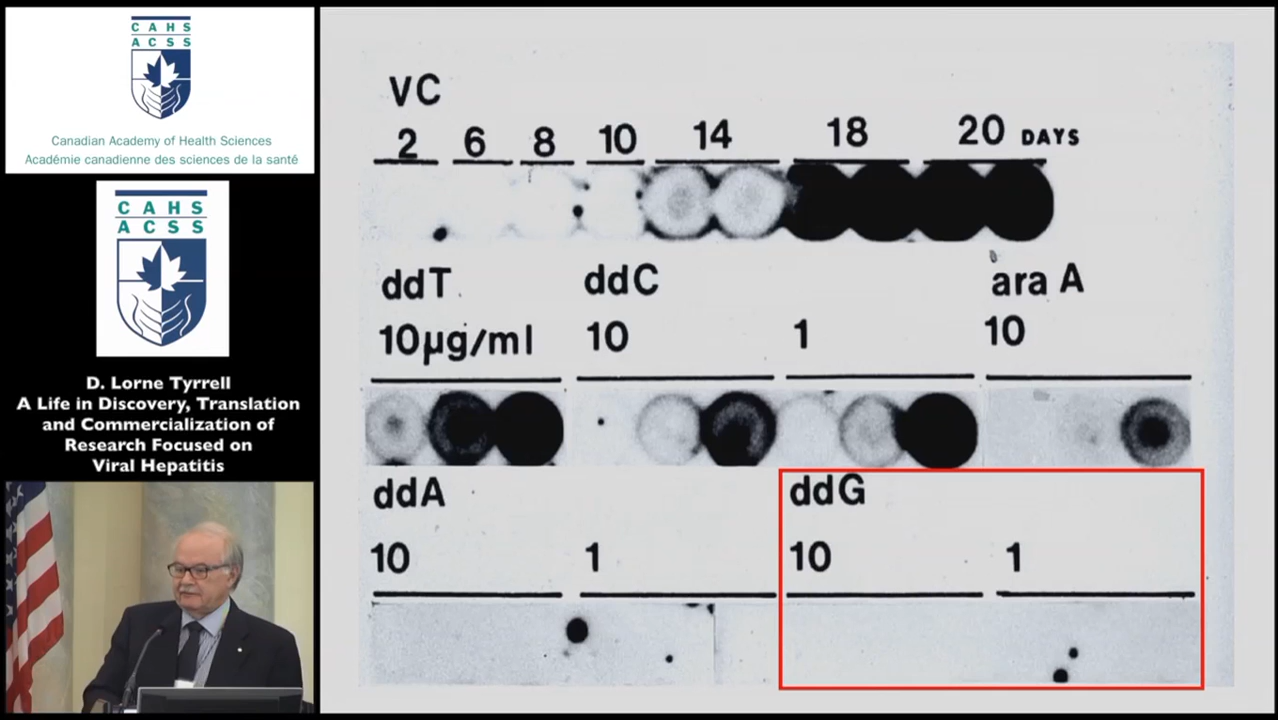 CAHS
ACSS
Canadian Academy of Health Sciences
Académie canadienne des sciences de la santé
CAHS
ACSS
D. Lorne Tyrrell
A Life in Discovery, Translation
and Commercialization of
Research Focused on
Viral Hepatitis
VC
2 6 8 10 14 18 20 DAYS
ddT ddC ara A
10µg/ml 10 1 10
ddA ddG
10 1 10 1